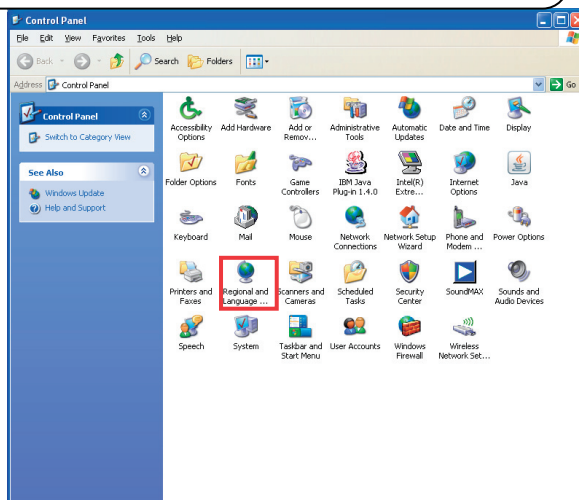 Control Panel
File Edit View Favorites Tools Help
Back Search Folders
Address Control Panel Go
Control Panel
Switch to Category View
See Also
Windows Update
Help and Support
Accessibility Options
Add Hardware
Add or Remov...
Administrative Tools
Automatic Updates
Date and Time
Display
Folder Options
Fonts
Game Controllers
IBM Java Plug-in 1.4.0
Intel(R) Extre...
Internet Options
Java
Keyboard
Mail
Mouse
Network Connections
Network Setup Wizard
Phone and Modem ...
Power Options
Printers and Faxes
Regional and Language ...
Scanners and Cameras
Scheduled Tasks
Security Center
SoundMAX
Sounds and Audio Devices
Speech
System
Taskbar and Start Menu
User Accounts
Windows Firewall
Wireless Network Set...